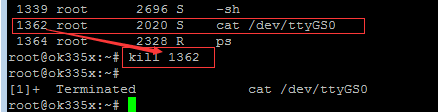 1339 root 2696 S -sh
1362 root 2020 S cat /dev/ttyGS0
1364 root 2328 R ps
root@ok335x:~# kill 1362
root@ok335x:~#
[1]+ Terminated cat /dev/ttyGS0
root@ok335x:~#